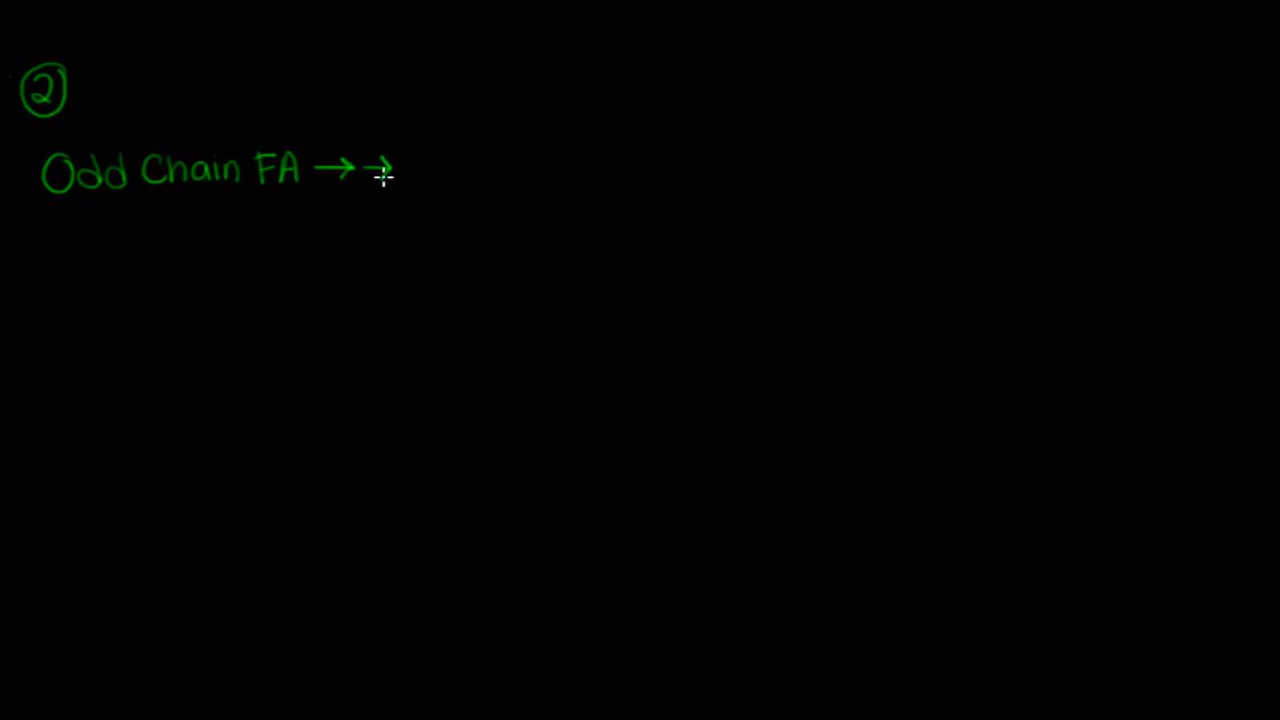 ②
Odd Chain FA → →